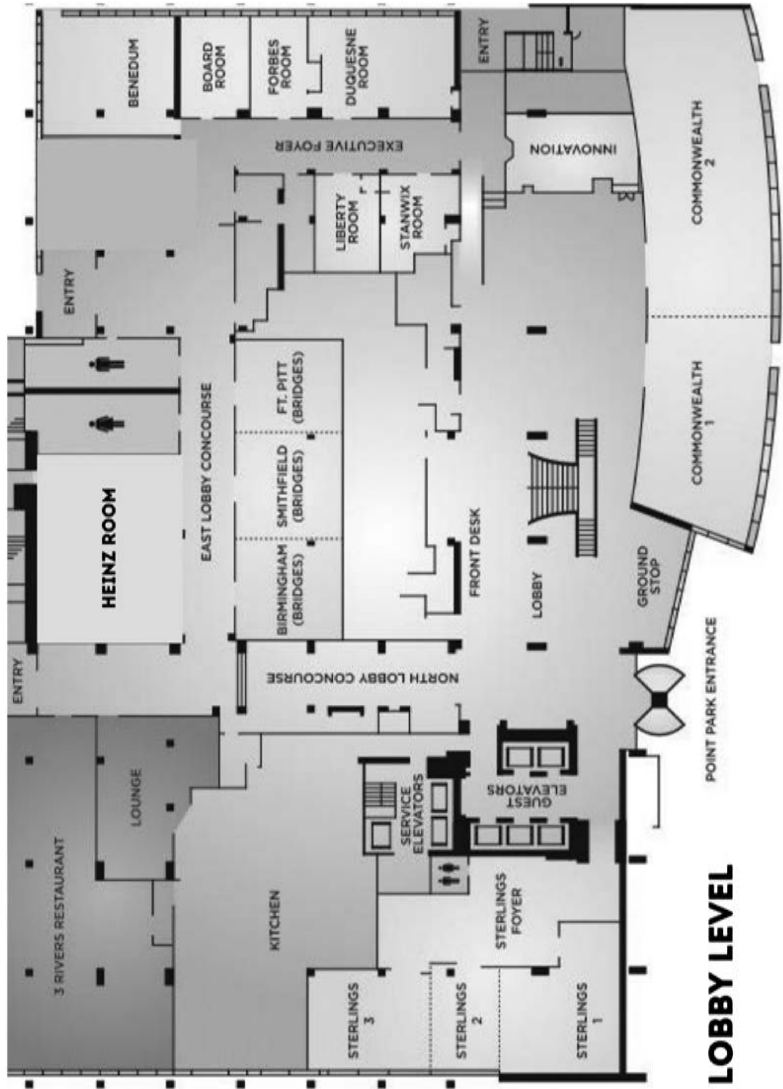 LOBBY LEVEL
3 RIVERS RESTAURANT
LOUNGE
KITCHEN
STERLINGS
3
STERLINGS
2
STERLINGS
1
STERLINGS
FOYER
SERVICE
ELEVATORS
GUEST
ELEVATORS
ENTRY
HEINZ ROOM
EAST LOBBY CONCOURSE
NORTH LOBBY CONCOURSE
BIRMINGHAM
(BRIDGES)
SMITHFIELD
(BRIDGES)
FT. PITT
(BRIDGES)
FRONT DESK
LOBBY
GROUND
STOP
POINT PARK ENTRANCE
ENTRY
BENEDUM
BOARD
ROOM
FORBES
ROOM
DUQUESNE
ROOM
EXECUTIVE FOYER
LIBERTY
ROOM
STANWIX
ROOM
ENTRY
INNOVATION
COMMONWEALTH
1
COMMONWEALTH
2